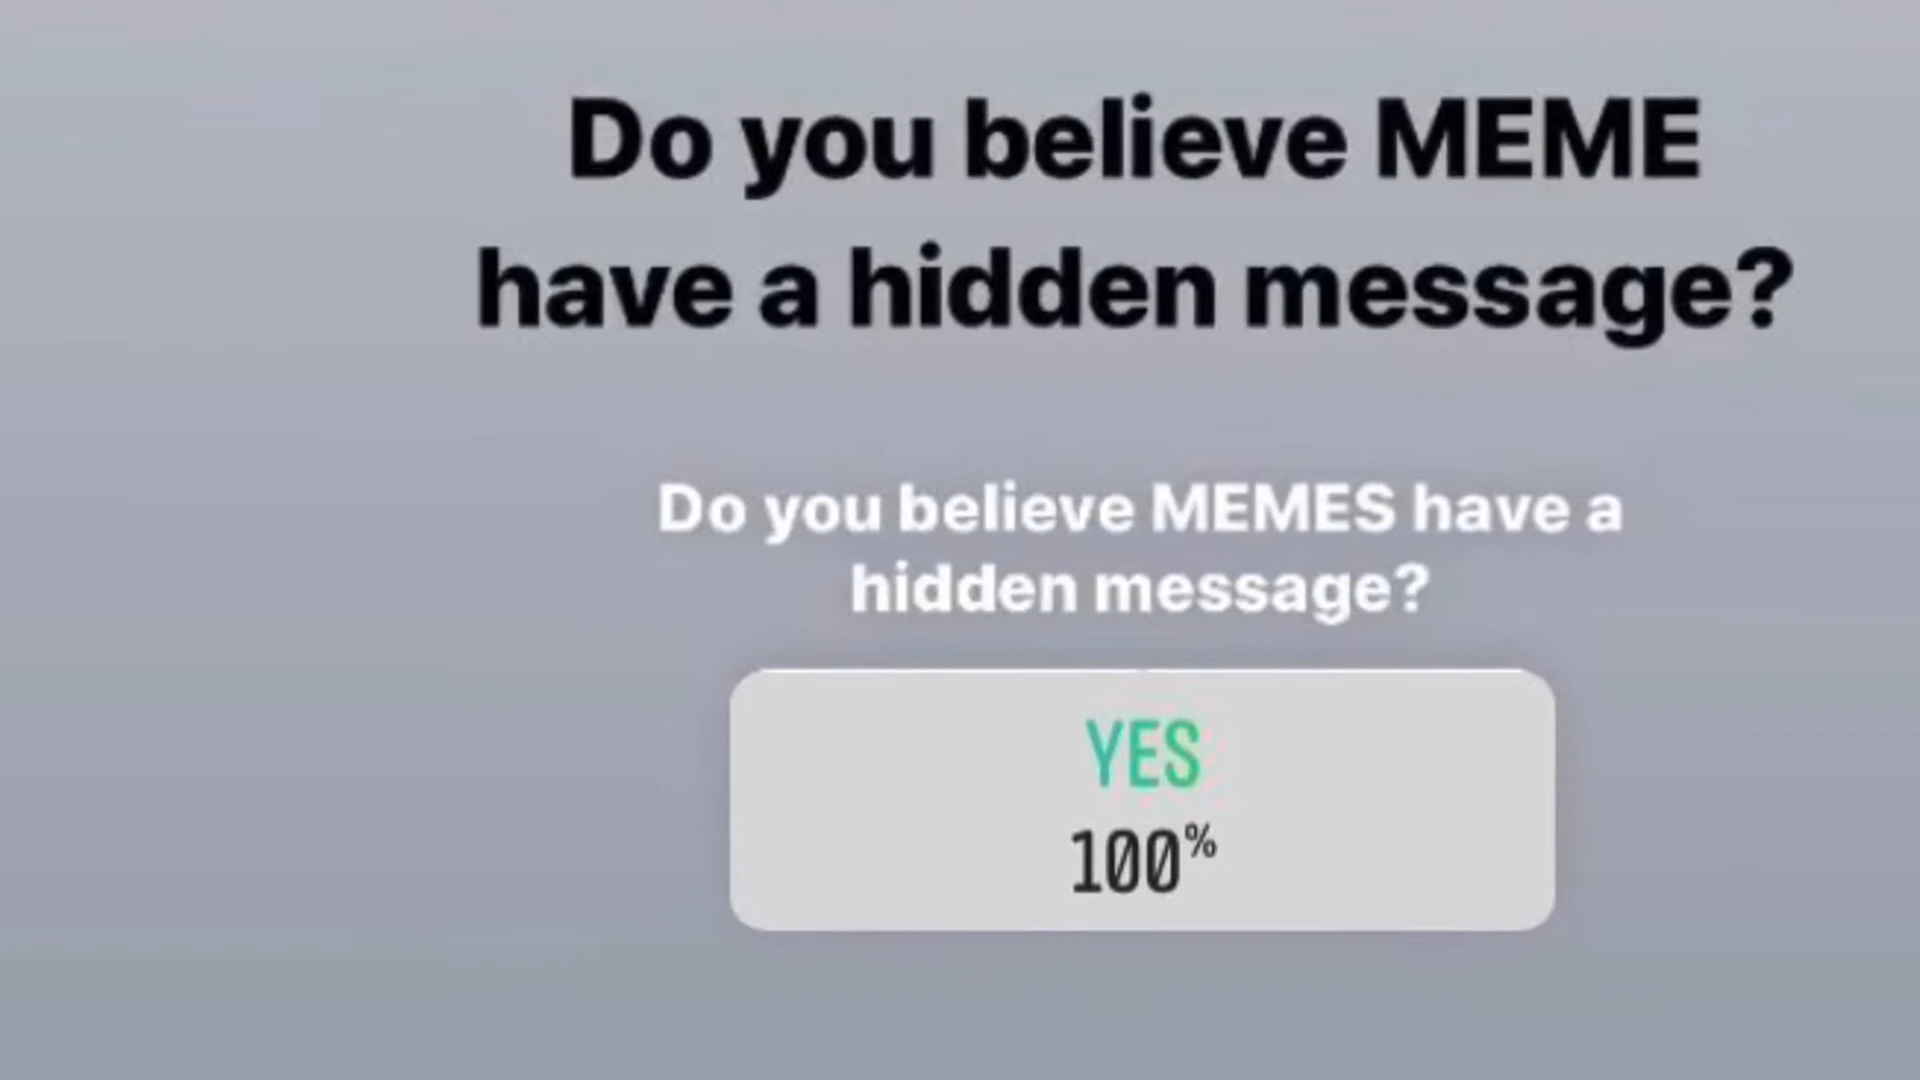 Do you believe MEME
have a hidden message?
Do you believe MEMES have a
hidden message?
YES
100%